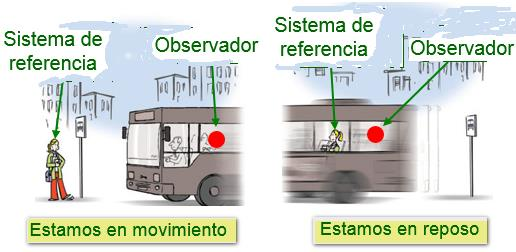 Sistema de
referencia
Observador
Estamos en movimiento
Sistema de
referencia
Observador
Estamos en reposo